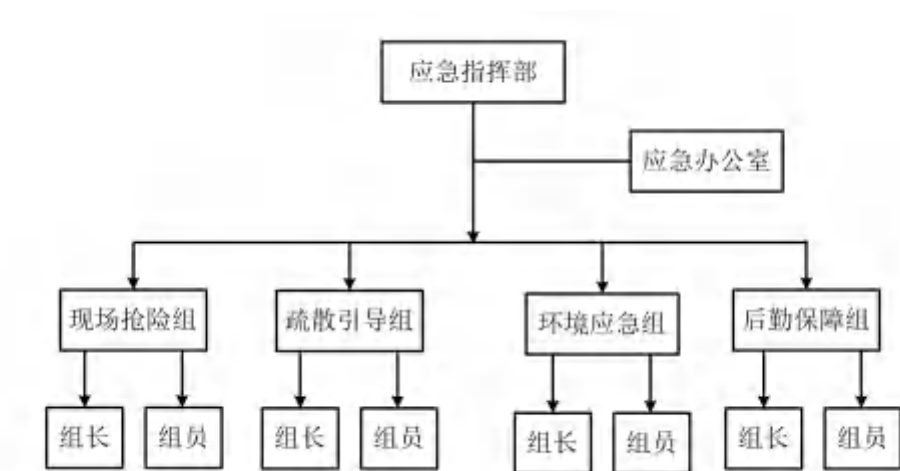 应急指挥部
应急办公室
现场抢险组
疏散引导组
环境应急组
后勤保障组
组长
组员
组长
组员
组长
组员
组长
组员